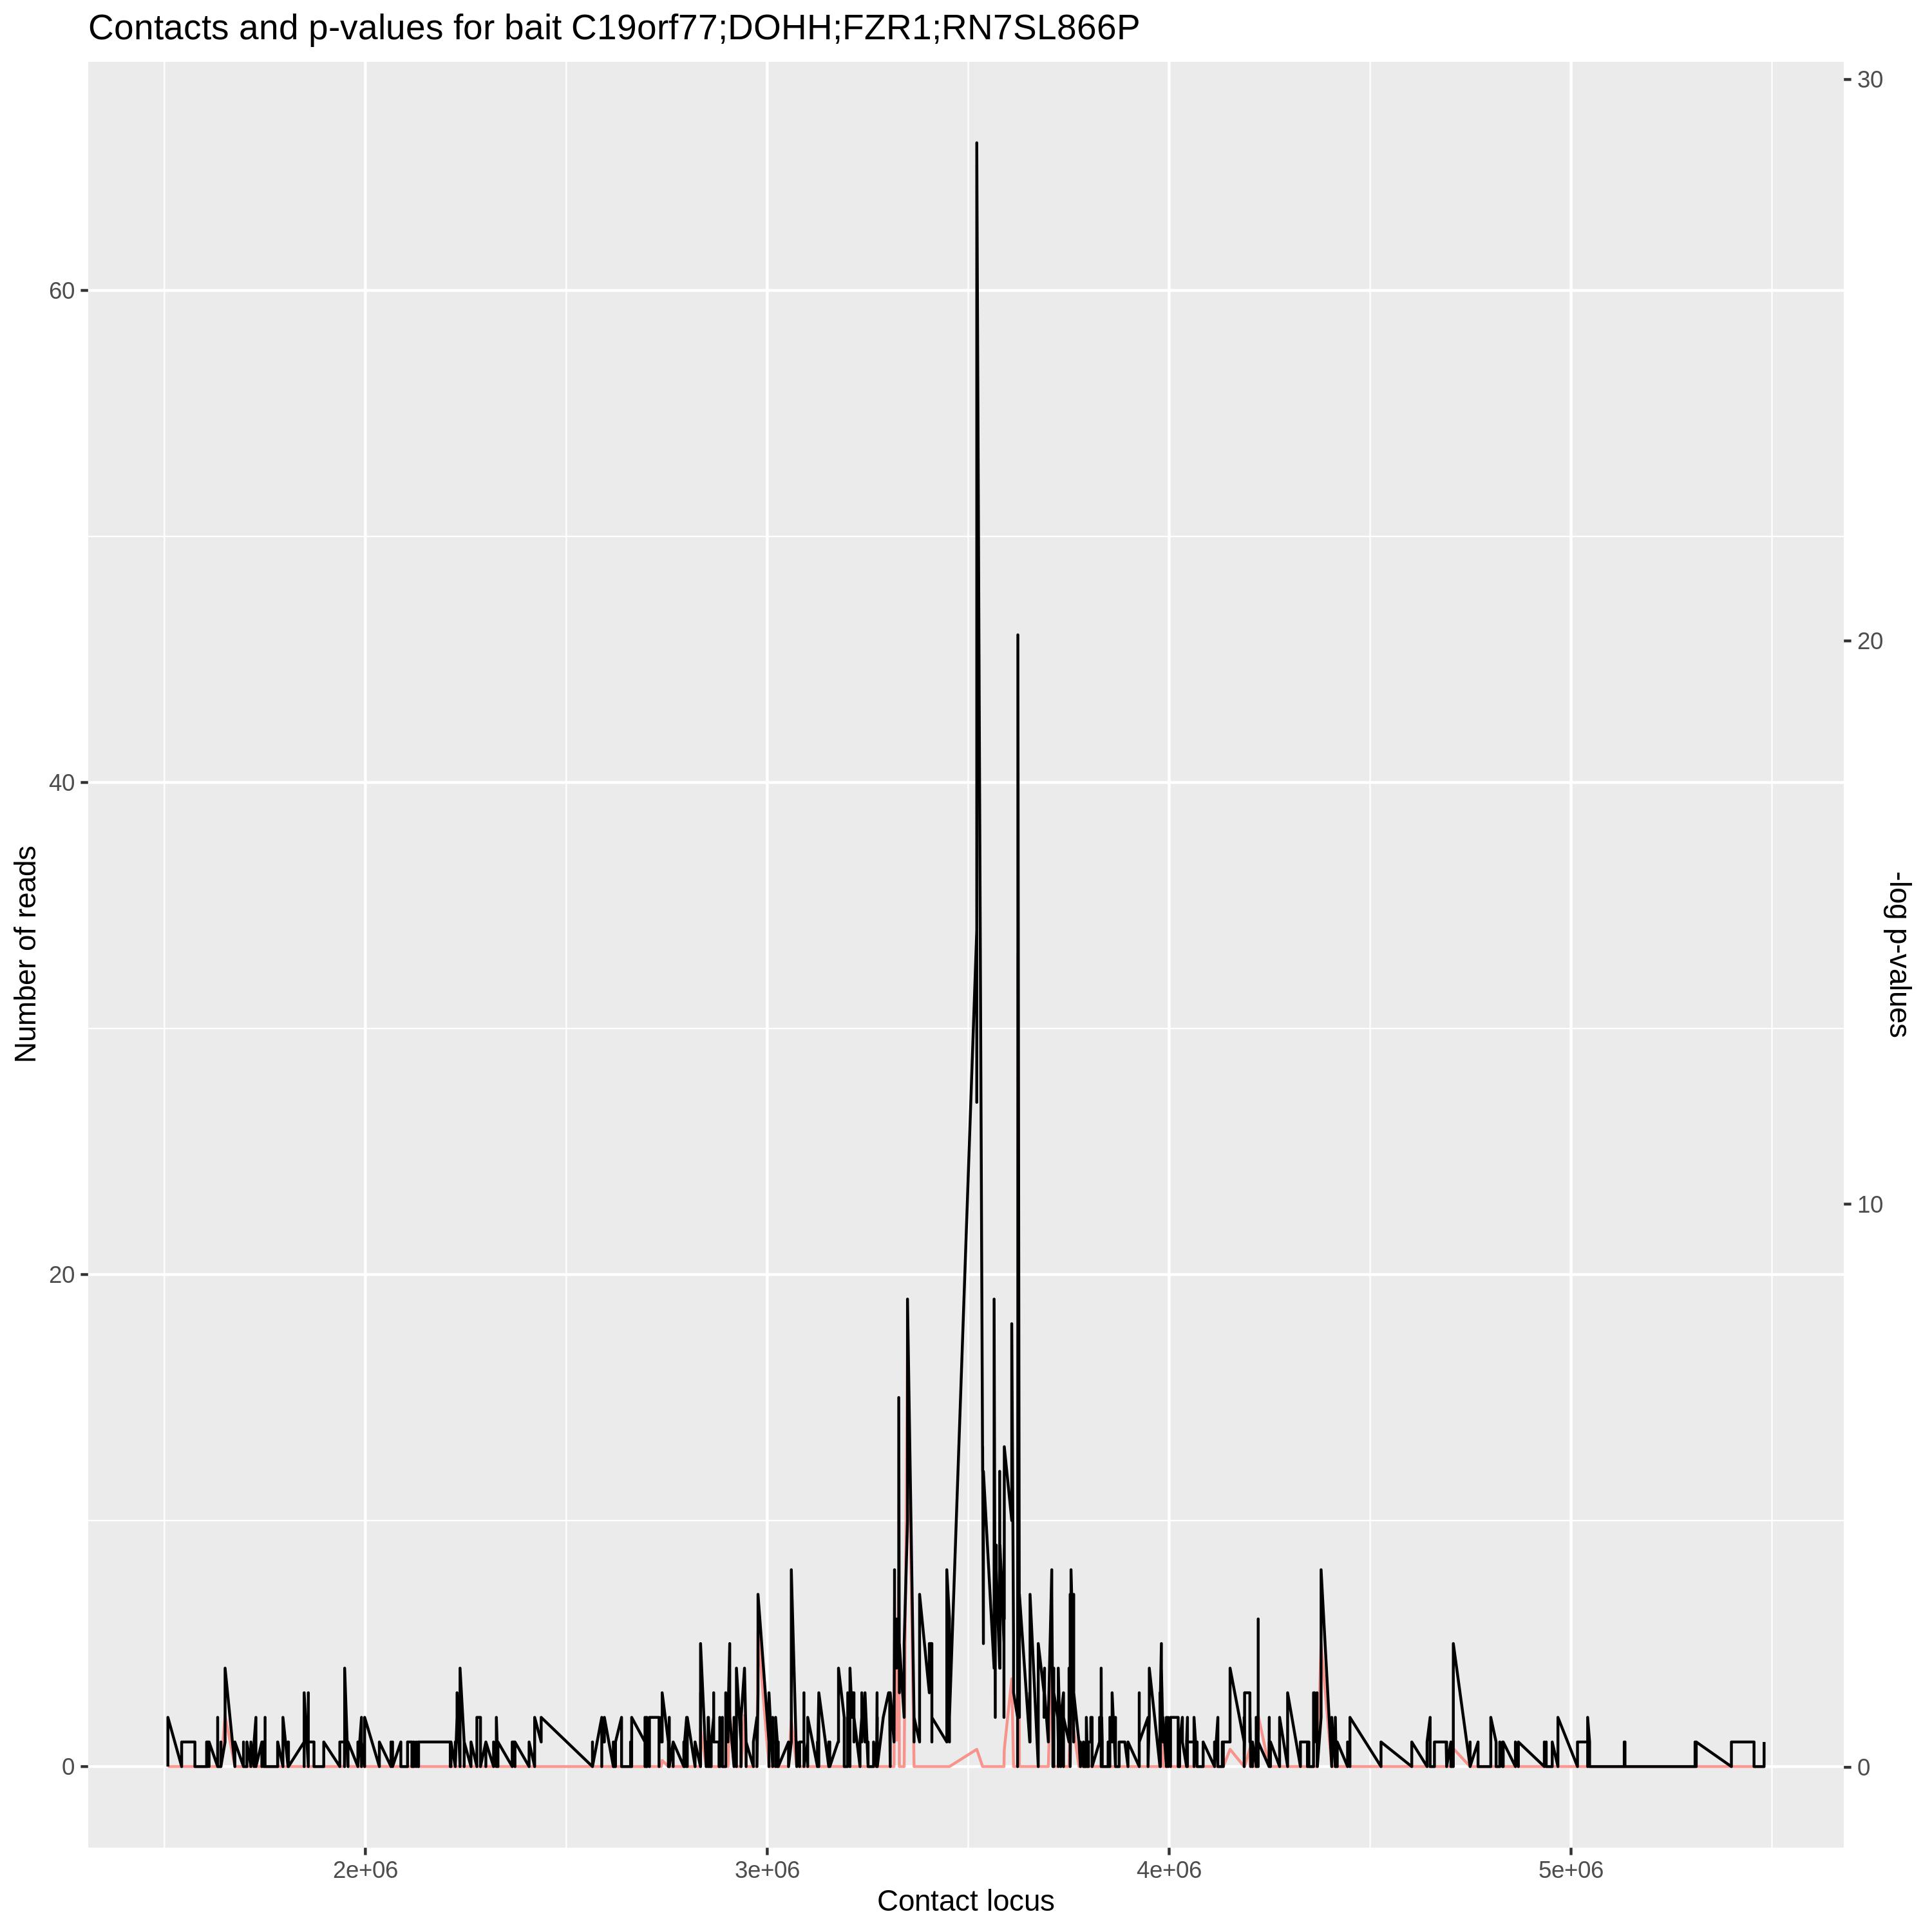 Contacts and p-values for bait C19orf77;DOHH;FZR1;RN7SL866P
30
60
20
40
Number of reads
-log p-values
10
20
0
0
2e+06
3e+06
4e+06
5e+06
Contact locus